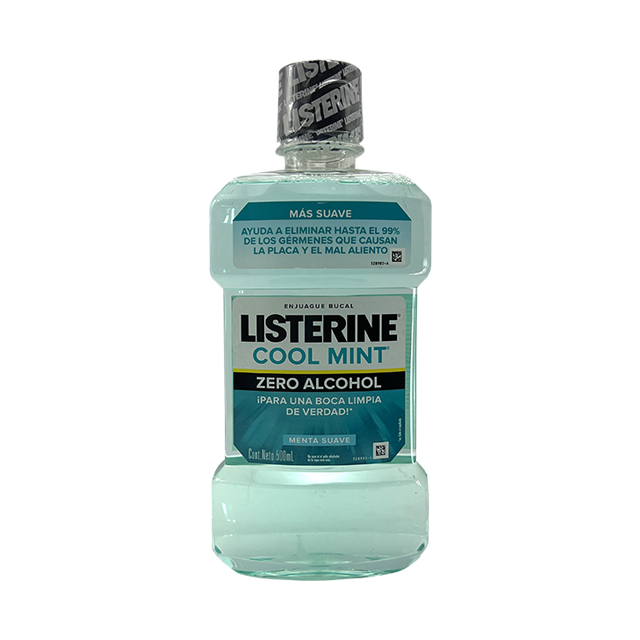 LISTERINE
MÁS SUAVE
AYUDA A ELIMINAR HASTA EL 99%
DE LOS GÉRMENES QUE CAUSAN
LA PLACA Y EL MAL ALIENTO
ENJUAGUE BUCAL
LISTERINE®
COOL MINT
ZERO ALCOHOL
¡PARA UNA BOCA LIMPIA
DE VERDAD!*
MENTA SUAVE
Cont. Neto 500mL